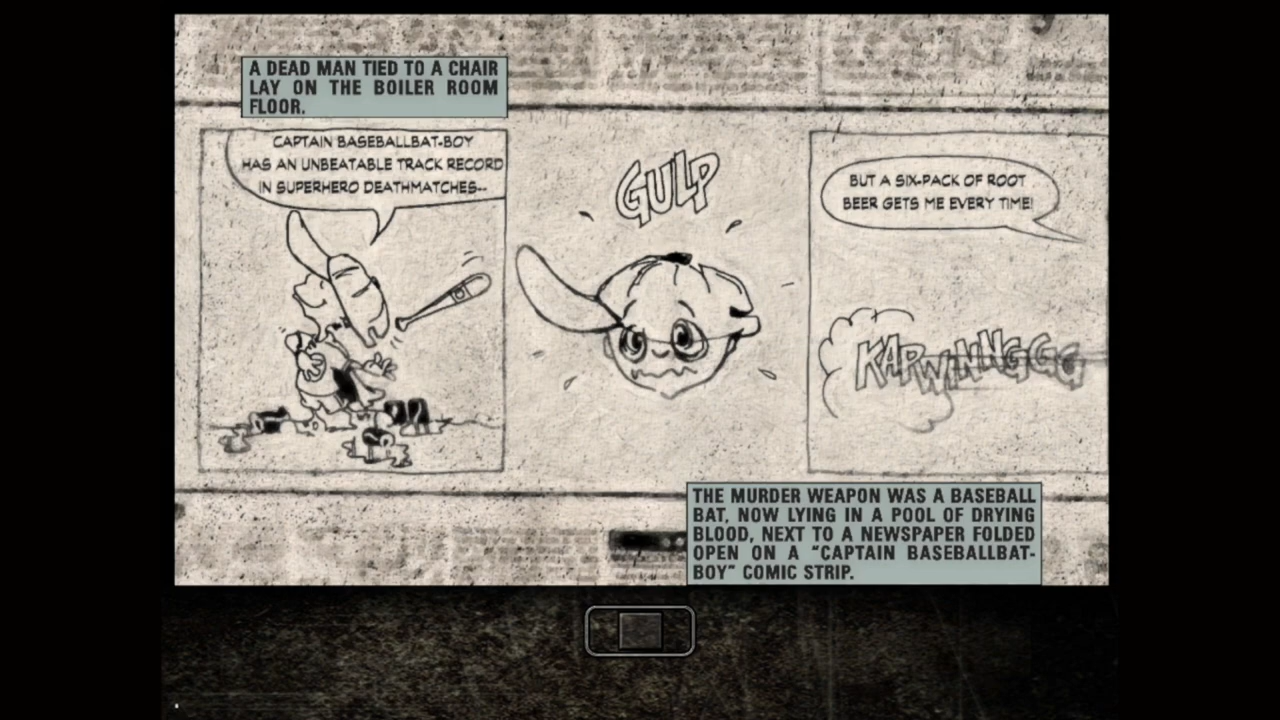 A DEAD MAN TIED TO A CHAIR
LAY ON THE BOILER ROOM
FLOOR.
CAPTAIN BASEBALLBAT-BOY
HAS AN UNBEATABLE TRACK RECORD
IN SUPERHERO DEATHMATCHES--
GULP
BUT A SIX-PACK OF ROOT
BEER GETS ME EVERY TIME!
KAPWINNGGG
THE MURDER WEAPON WAS A BASEBALL
BAT, NOW LYING IN A POOL OF DRYING
BLOOD, NEXT TO A NEWSPAPER FOLDED
OPEN ON A "CAPTAIN BASEBALLBAT-
BOY" COMIC STRIP.